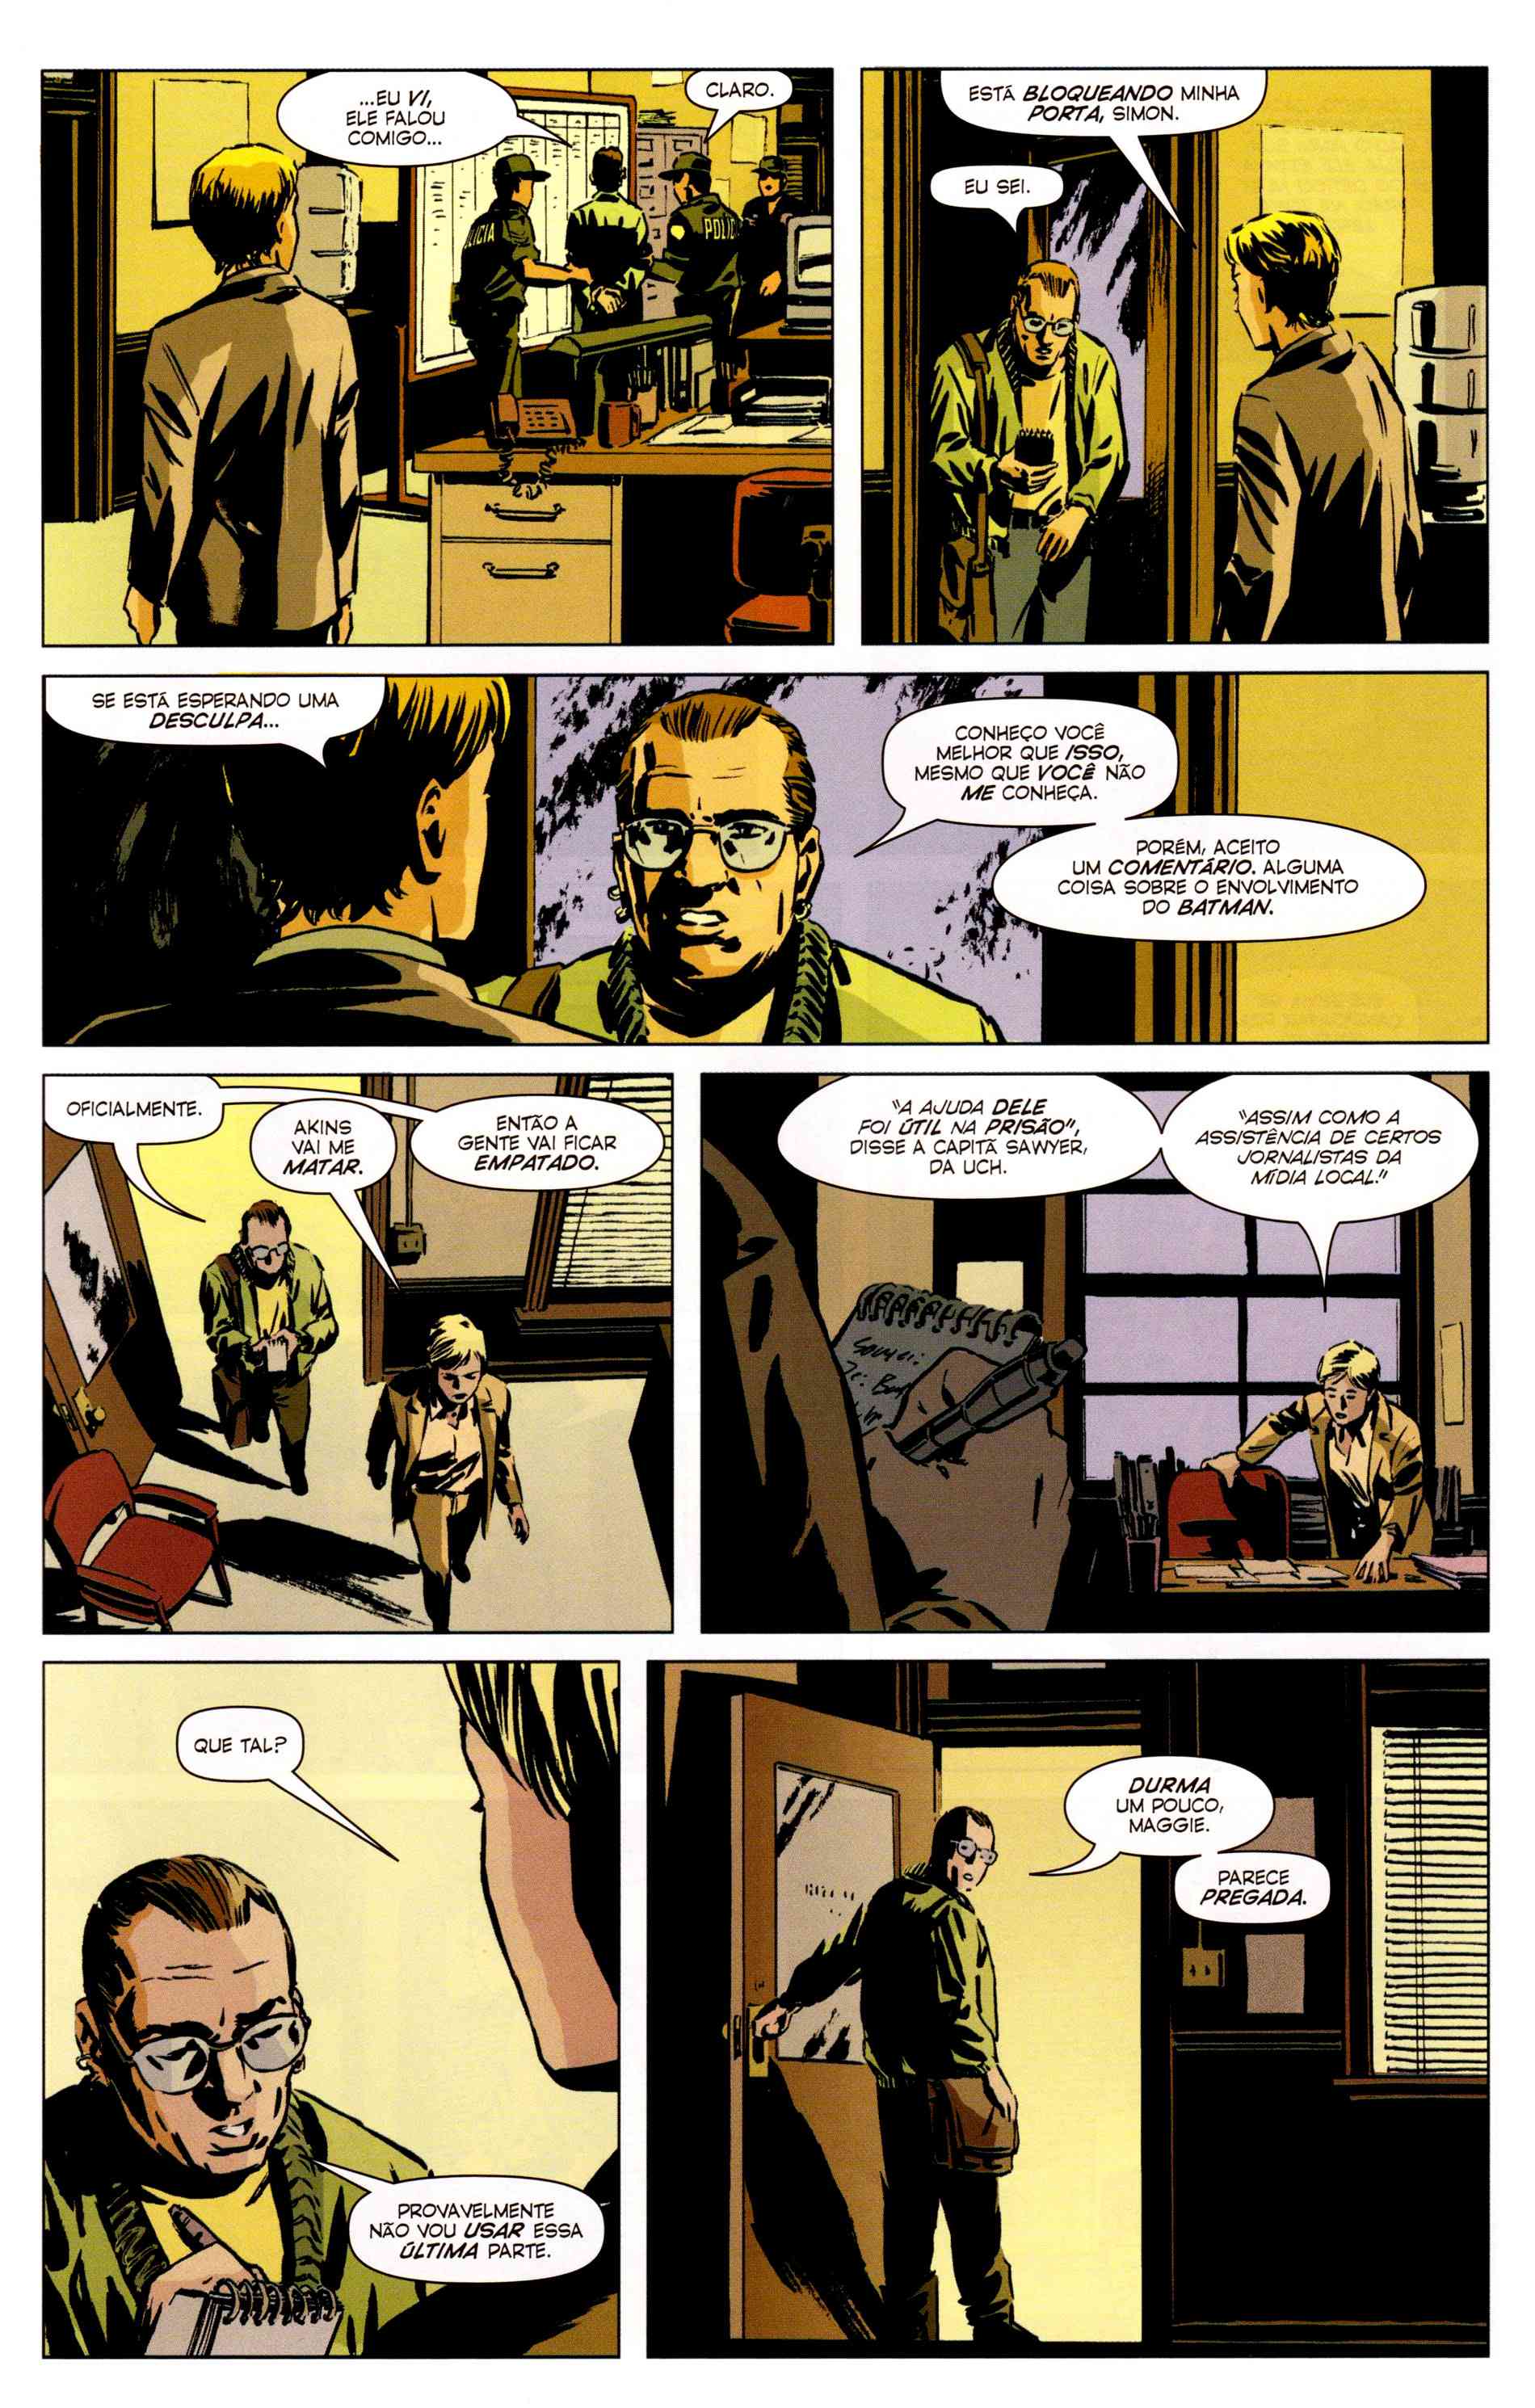 ...EU VI,
ELE FALOU
COMIGO...
CLARO.
POLÍCIA
ESTÁ BLOQUEANDO MINHA
PORTA, SIMON.
EU SEI.
SE ESTÁ ESPERANDO UMA
DESCULPA...
CONHEÇO VOCÊ
MELHOR QUE ISSO,
MESMO QUE VOCÊ NÃO
ME CONHEÇA.
PORÉM, ACEITO
UM COMENTÁRIO. ALGUMA
COISA SOBRE O ENVOLVIMENTO
DO BATMAN.
OFICIALMENTE.
AKINS
VAI ME
MATAR.
ENTÃO A
GENTE VAI FICAR
EMPATADO.
"A AJUDA DELE
FOI ÚTIL NA PRISÃO",
DISSE A CAPITÃ SAWYER,
DA UCH.
"ASSIM COMO A
ASSISTÊNCIA DE CERTOS
JORNALISTAS DA
MÍDIA LOCAL."
QUE TAL?
PROVAVELMENTE
NÃO VOU USAR ESSA
ÚLTIMA PARTE.
DURMA
UM POUCO,
MAGGIE.
PARECE
PREGADA.